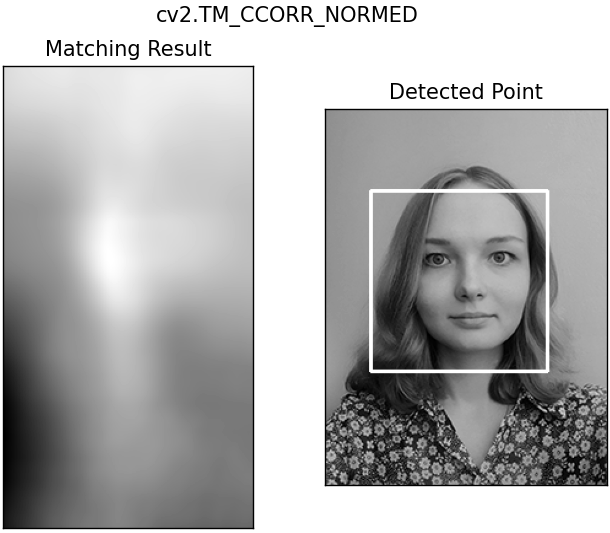 cv2.TM_CCORR_NORMED
Matching Result
Detected Point